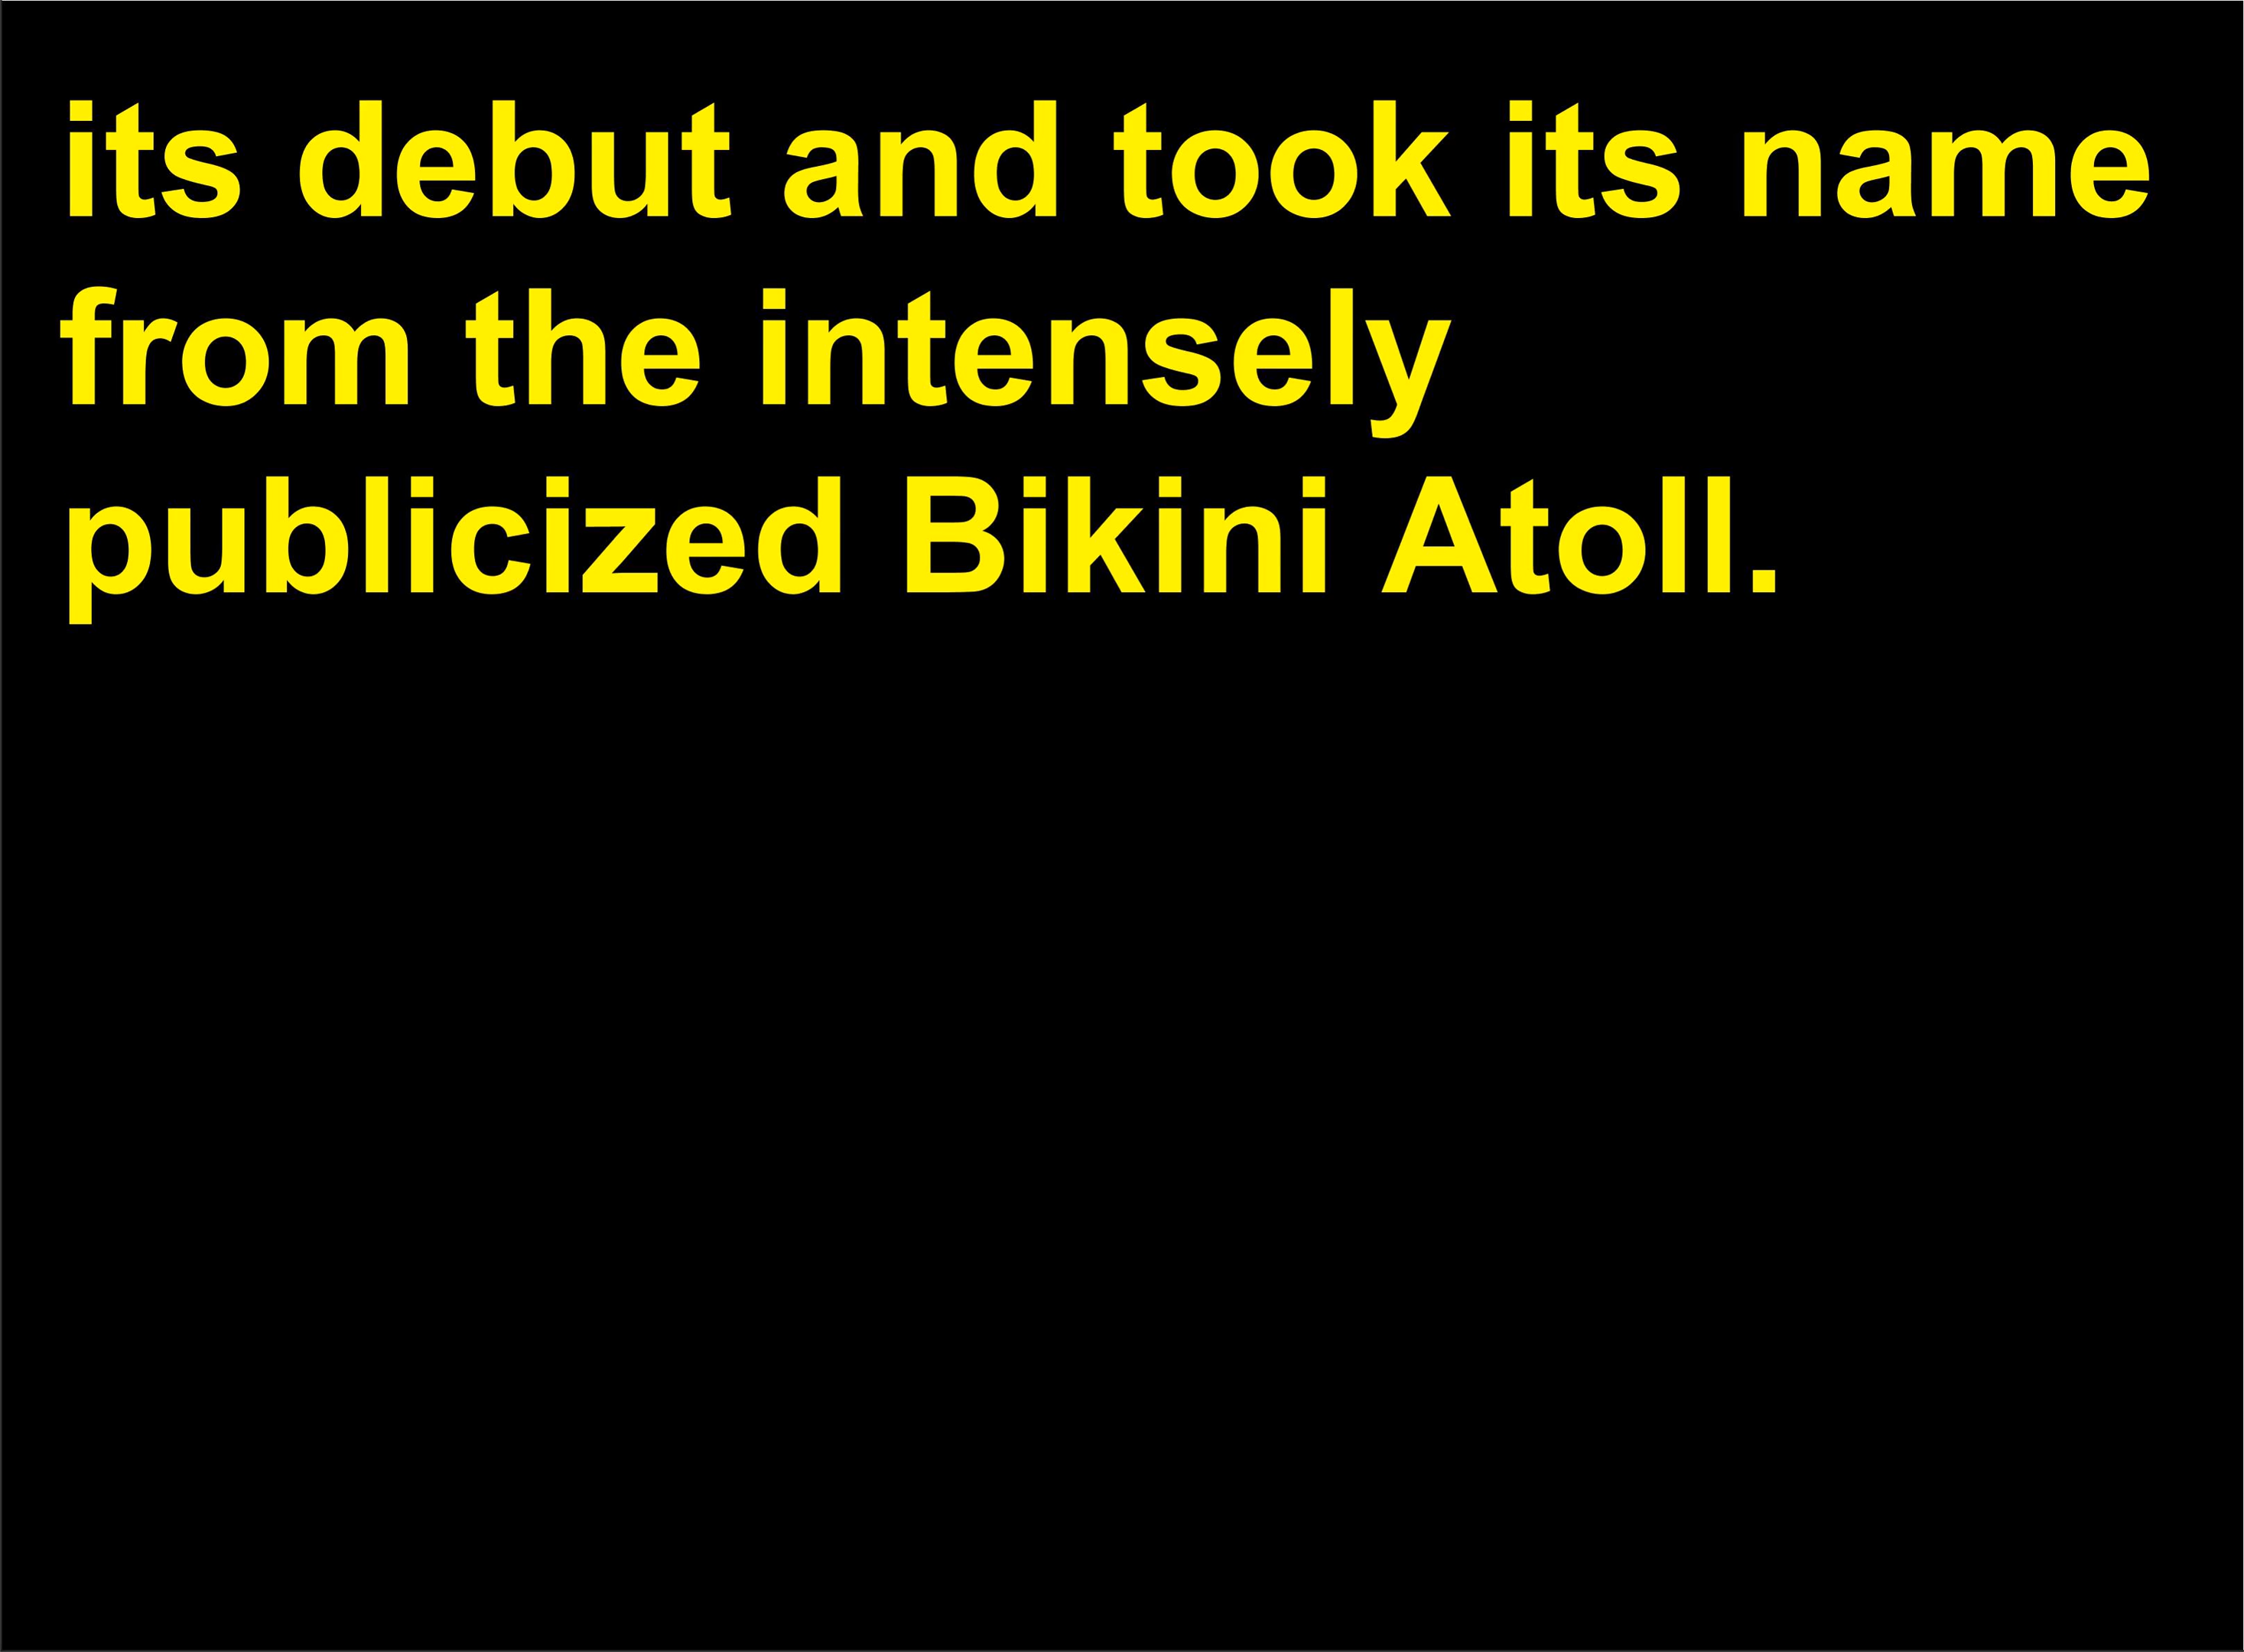 its debut and took its name
from the intensely
publicized Bikini Atoll.